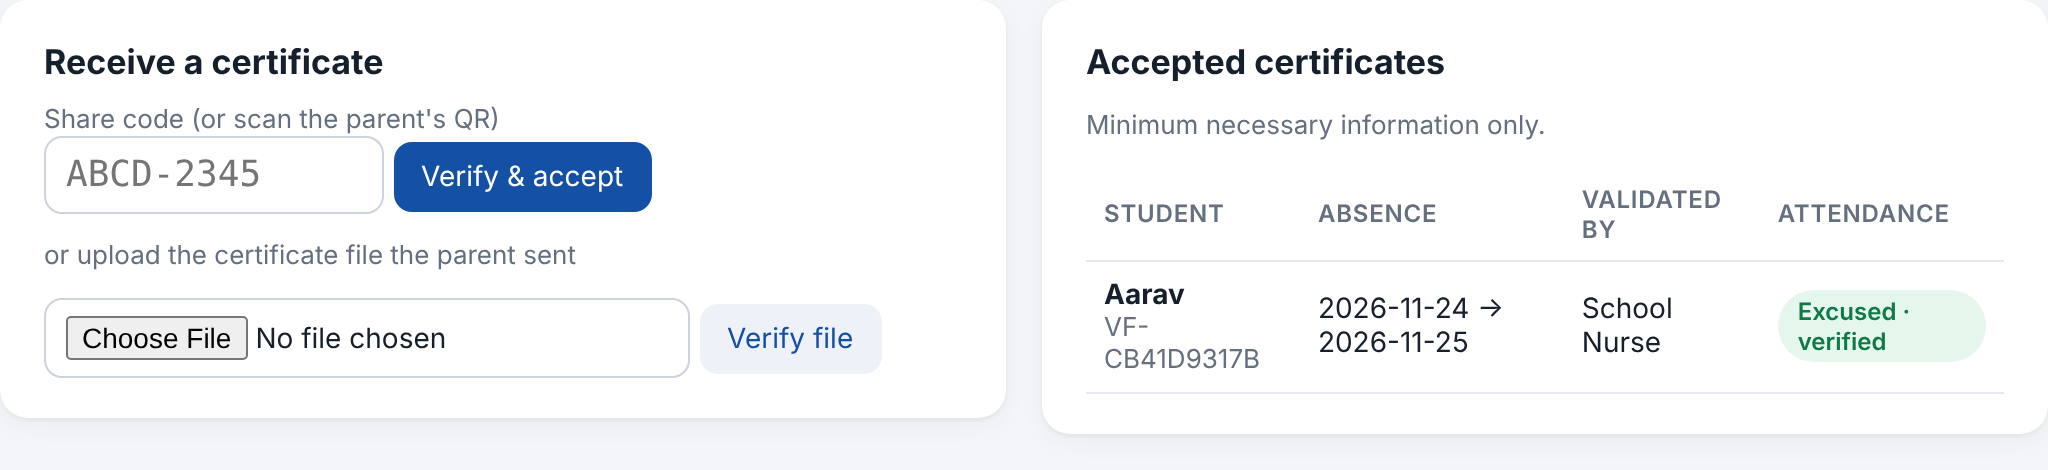 Receive a certificate
Share code (or scan the parent's QR)
ABCD-2345
Verify & accept
or upload the certificate file the parent sent
Choose File No file chosen
Verify file
Accepted certificates
Minimum necessary information only.
STUDENT
ABSENCE
VALIDATED
BY
ATTENDANCE
Aarav
VF-
CB41D9317B
2026-11-24 →
2026-11-25
School
Nurse
Excused ·
verified